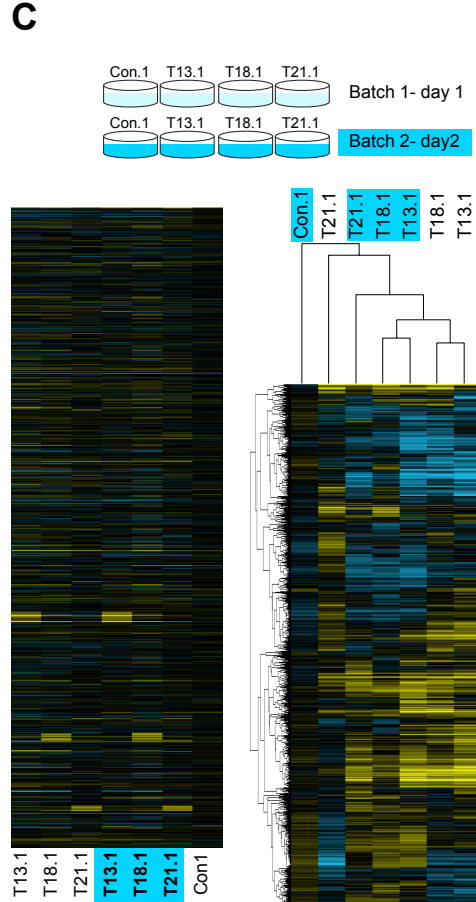 C
Con.1 T13.1 T18.1 T21.1
Batch 1- day 1
Con.1 T13.1 T18.1 T21.1
Batch 2- day2
Con.1 T21.1 T21.1 T18.1 T13.1 T18.1 T13.1
T13.1 T18.1 T21.1 T13.1 T18.1 T21.1 Con1